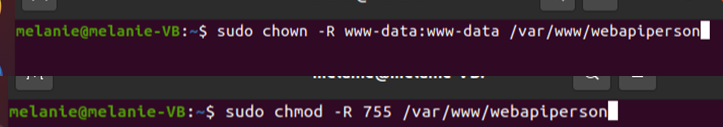 melanie@melanie-VB:~$ sudo chown -R www-data:www-data /var/www/webapiperson
melanie@melanie-VB:~$ sudo chmod -R 755 /var/www/webapiperson